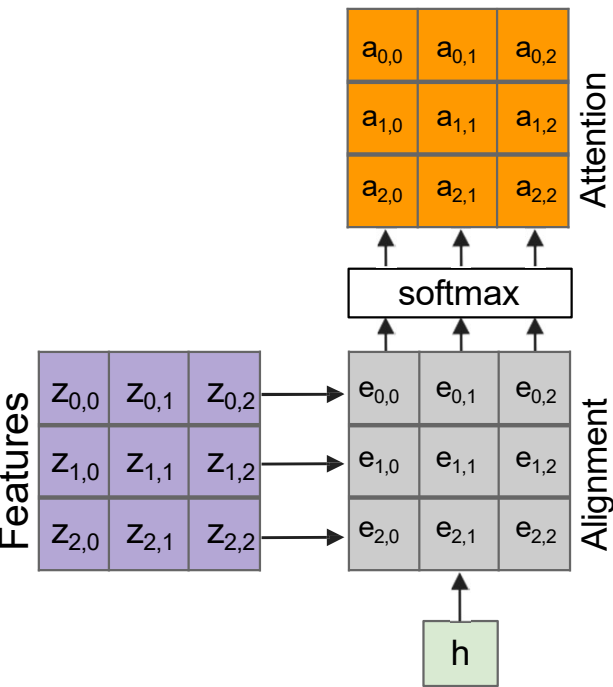 a0,0 a0,1 a0,2
a1,0 a1,1 a1,2
a2,0 a2,1 a2,2
Attention
softmax
Features
z0,0 z0,1 z0,2
z1,0 z1,1 z1,2
z2,0 z2,1 z2,2
e0,0 e0,1 e0,2
e1,0 e1,1 e1,2
e2,0 e2,1 e2,2
Alignment
h